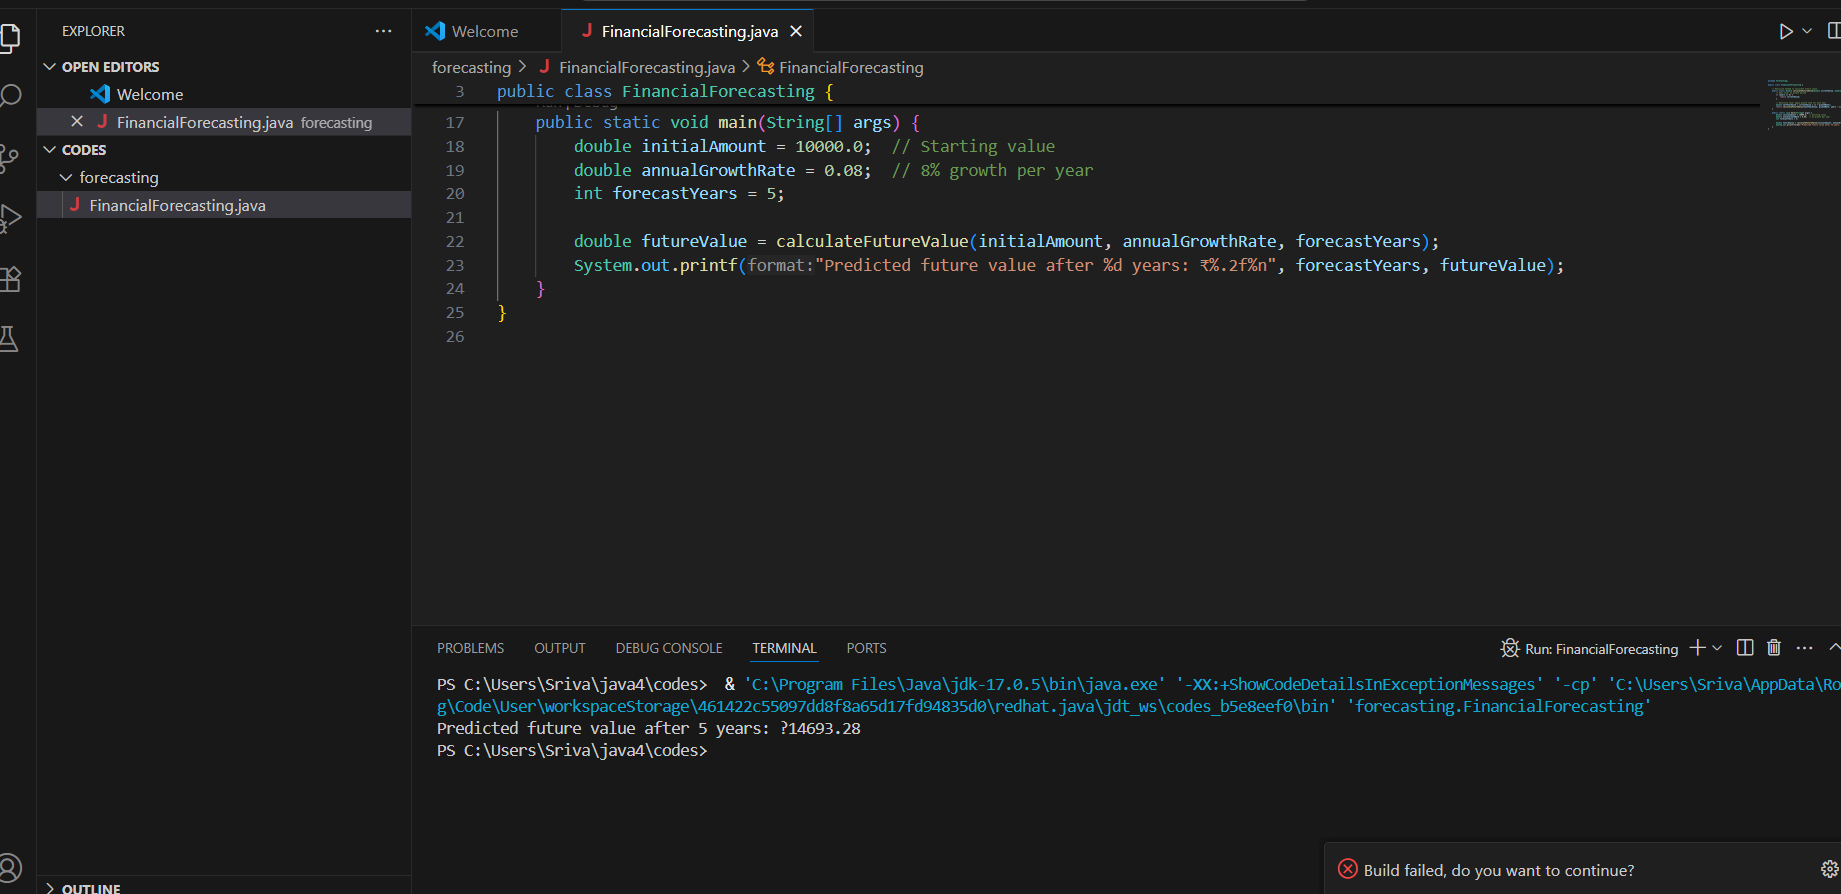 EXPLORER
OPEN EDITORS
Welcome
FinancialForecasting.java forecasting
CODES
forecasting
FinancialForecasting.java
OUTLINE
Welcome
FinancialForecasting.java
forecasting > FinancialForecasting.java > FinancialForecasting
3 public class FinancialForecasting {
17 public static void main(String[] args) {
18 double initialAmount = 10000.0; // Starting value
19 double annualGrowthRate = 0.08; // 8% growth per year
20 int forecastYears = 5;
21
22 double futureValue = calculateFutureValue(initialAmount, annualGrowthRate, forecastYears);
23 System.out.printf(format:"Predicted future value after %d years: ₹%.2f%n", forecastYears, futureValue);
24 }
25 }
26
PROBLEMS OUTPUT DEBUG CONSOLE TERMINAL PORTS
Run: FinancialForecasting
PS C:\Users\Sriva\java4\codes> & 'C:\Program Files\Java\jdk-17.0.5\bin\java.exe' '-XX:+ShowCodeDetailsInExceptionMessages' '-cp' 'C:\Users\Sriva\AppData\Ro
g\Code\User\workspaceStorage\461422c55097dd8f8a65d17fd94835d0\redhat.java\jdt_ws\codes_b5e8eef0\bin' 'forecasting.FinancialForecasting'
Predicted future value after 5 years: ?14693.28
PS C:\Users\Sriva\java4\codes>
Build failed, do you want to continue?